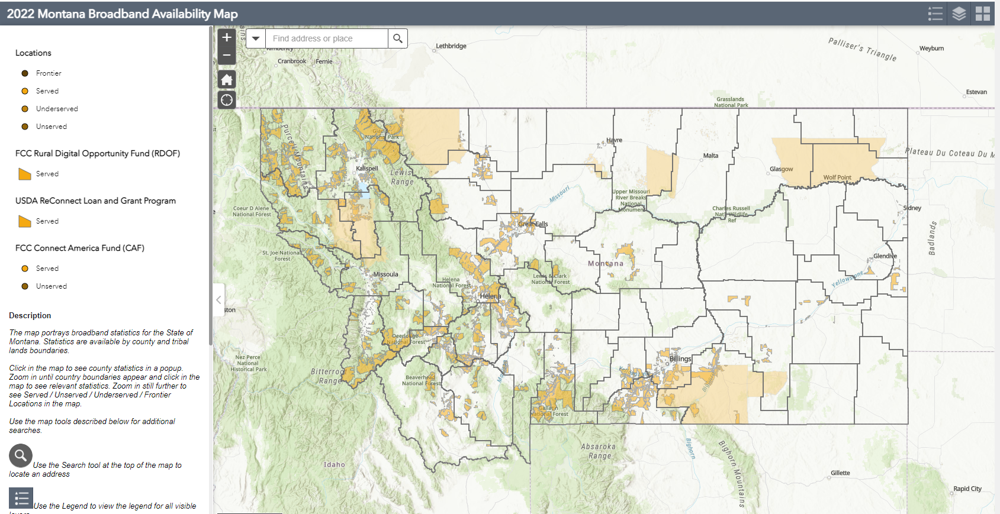 2022 Montana Broadband Availability Map
Locations
Frontier
Served
Underserved
Unserved
FCC Rural Digital Opportunity Fund (RDOF)
Served
USDA ReConnect Loan and Grant Program
Served
FCC Connect America Fund (CAF)
Served
Unserved
Description
The map portrays broadband statistics for the State of
Montana. Statistics are available by county and tribal
lands boundaries.
Click in the map to see county statistics in a popup.
Zoom in until country boundaries appear and click in the
map to see relevant statistics. Zoom in still further to
see Served / Unserved / Underserved / Frontier
Locations in the map.
Use the map tools described below for additional
searches.
Use the Search tool at the top of the map to
locate an address
Use the Legend to view the legend for all visible
Find address or place
Kimberley
Cranbrook
Fernie
Lethbridge
Palliser's Triangle
Weyburn
Estevan
Grasslands
National Park
Purcell Mountains
Glacier
National Park
Havre
Malta
Plateau Du Coteau Du M
Kalispell
Lewis
Range
Glasgow
Wolf Point
Missouri
Upper Missouri
River Breaks
National
Monument
Coeur D Alene
National Forest
Charles Russell
Nat'l Wildlife
Ref
Sidney
Great Falls
Badlands
St. Joe National
Forest
Glendive
Montana
Missoula
Helena
National Forest
Lewis & Clark
National Forest
Yellowstone
Helena
ston
Deerlodge
National Forest
Nez Perce
National
Historical Park
Billings
Bitterroo
Range
Beaverhead
National Forest
Gallatin
National Forest
Absaroka
Range
Bighorn
Bighorn Mountains
Idaho
Gillette
Rapid City